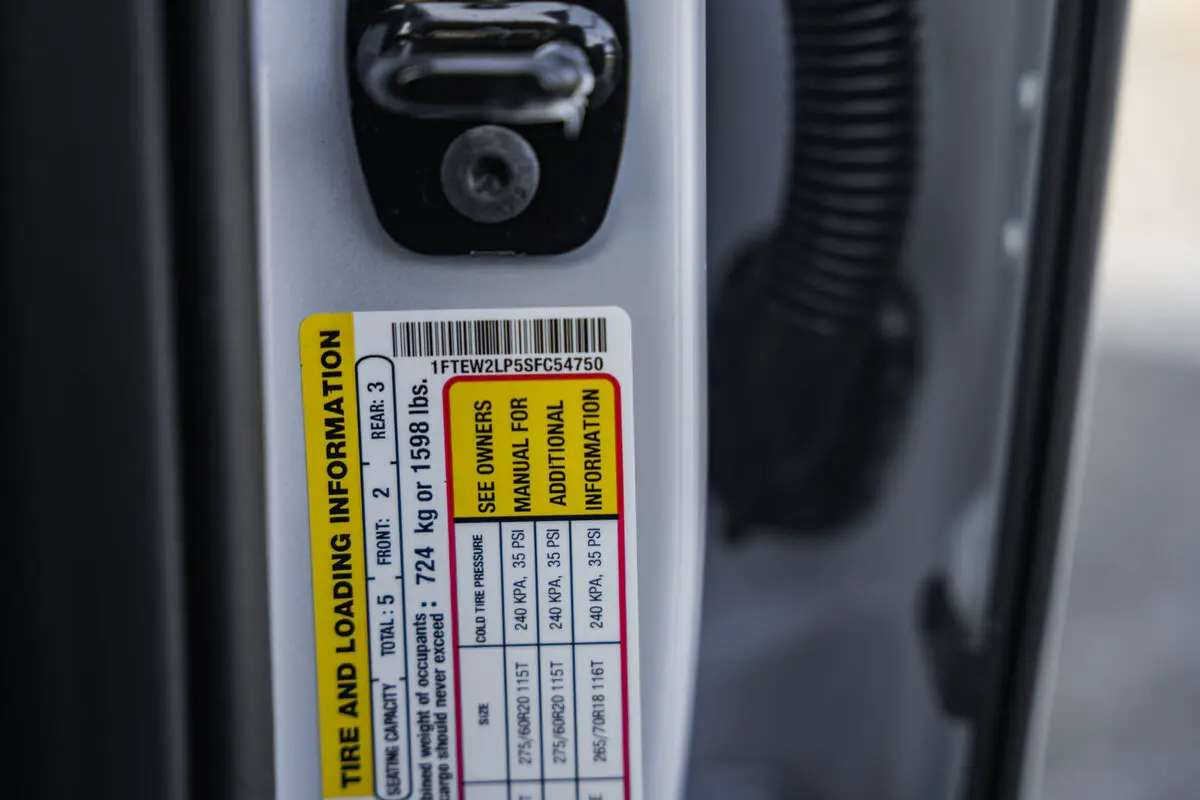 1FTEW2LP5SFC54750
TIRE AND LOADING INFORMATION
SEATING CAPACITY TOTAL : 5 FRONT: 2 REAR: 3
weight of occupants : 724 kg or 1598 lbs.
should never exceed
SIZE COLD TIRE PRESSURE SEE OWNERS
275/60R20 115T 240 KPA, 35 PSI MANUAL FOR
275/60R20 115T 240 KPA, 35 PSI ADDITIONAL
265/70R18 116T 240 KPA, 35 PSI INFORMATION